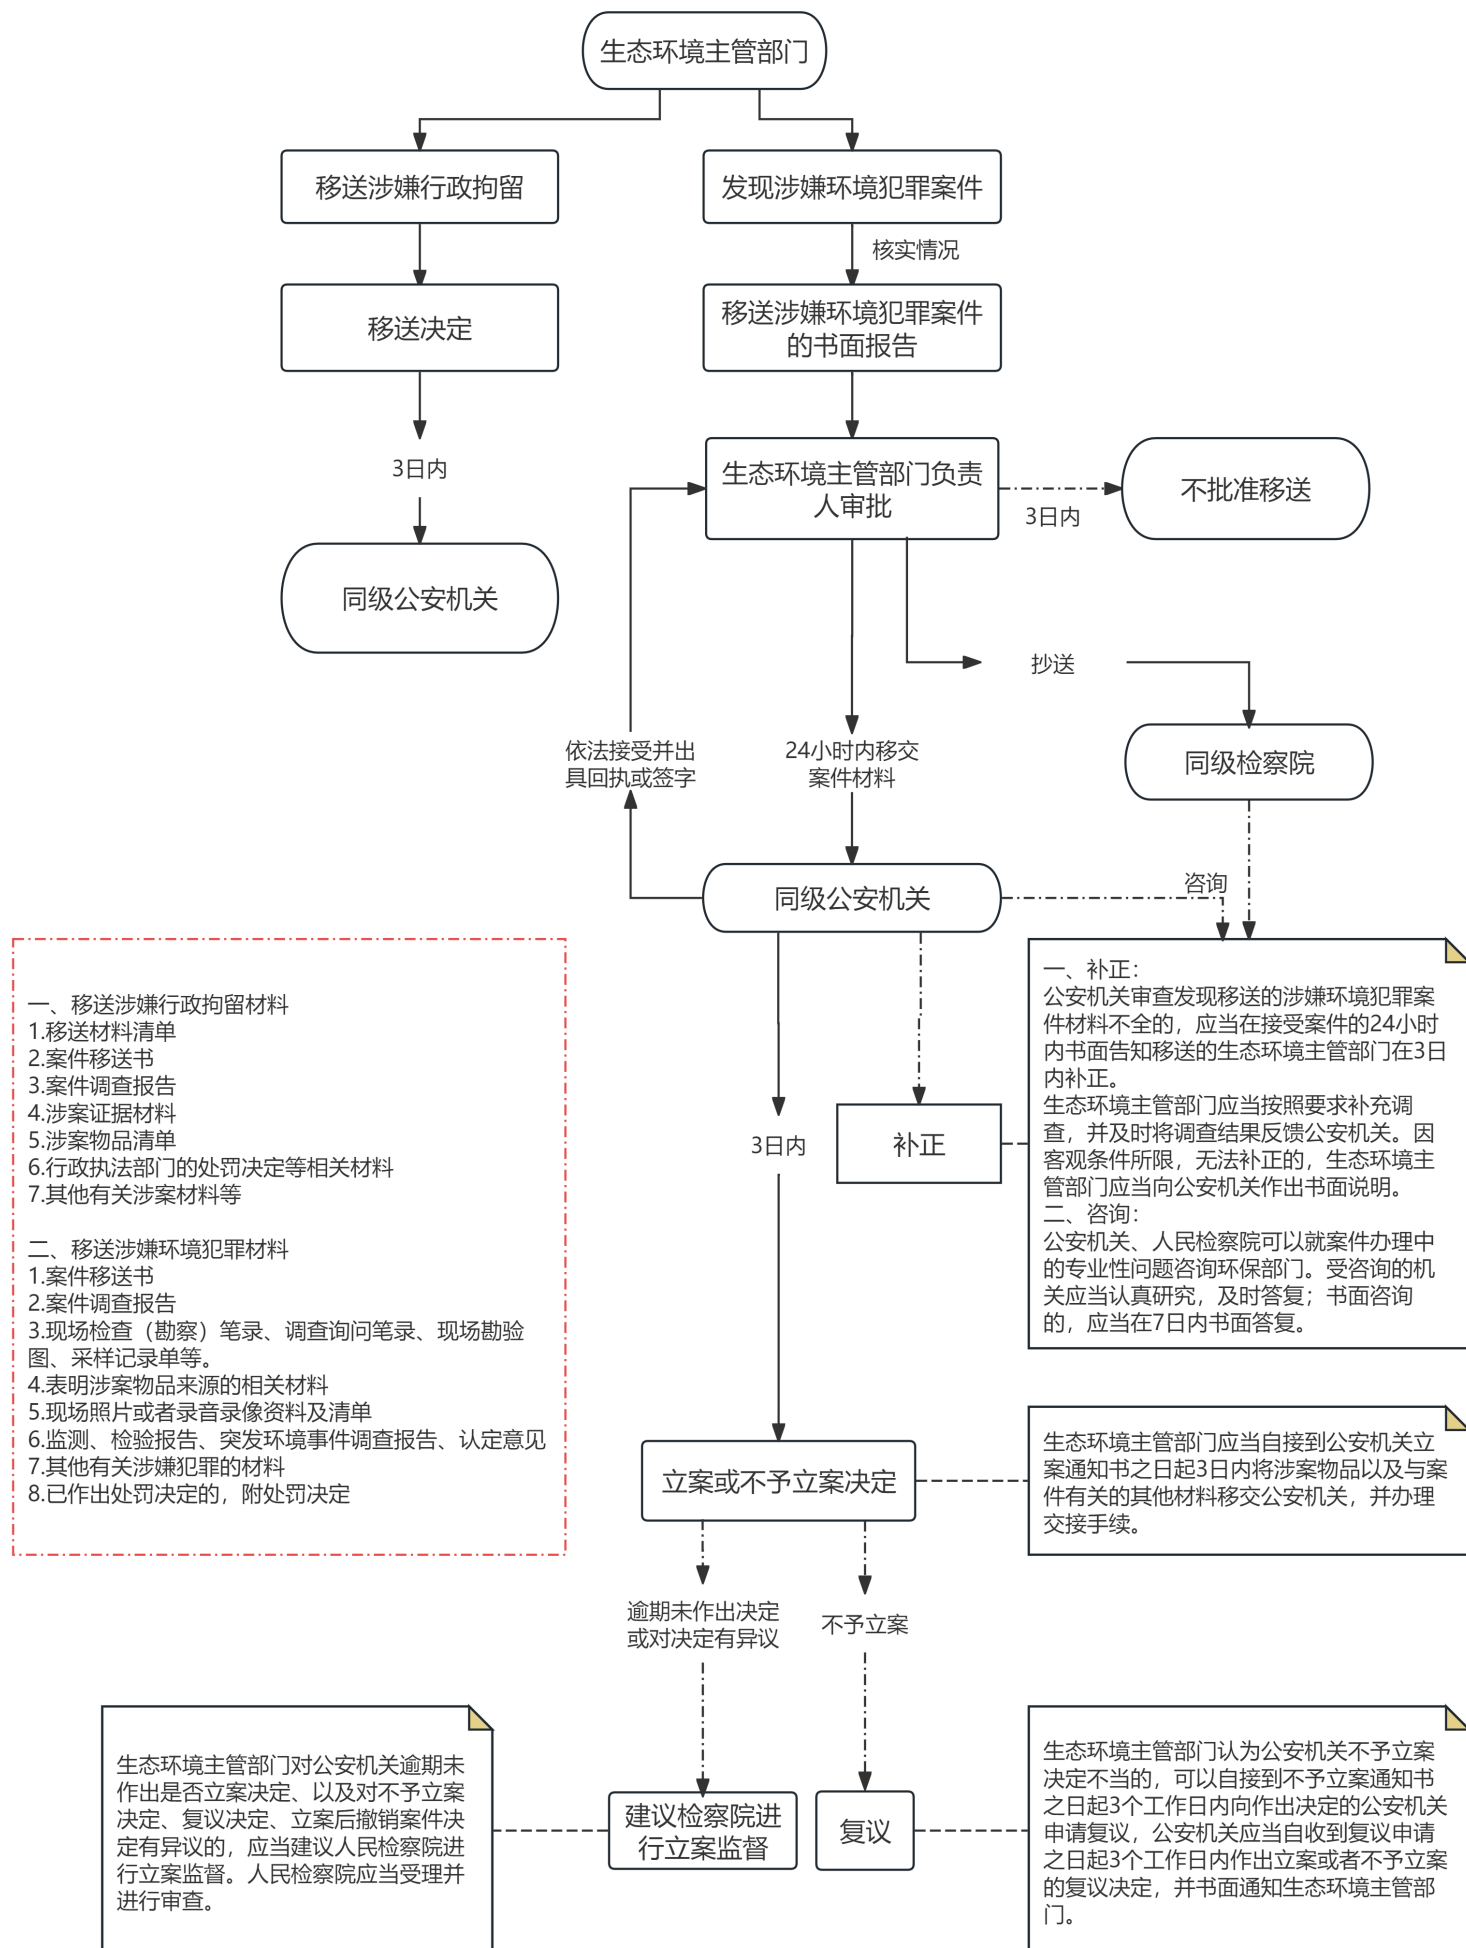 生态环境主管部门
移送涉嫌行政拘留
发现涉嫌环境犯罪案件
核实情况
移送决定
移送涉嫌环境犯罪案件
的书面报告
3日内
生态环境主管部门负责
人审批
3日内
不批准移送
同级公安机关
抄送
依法接受并出
具回执或签字
24小时内移交
案件材料
同级检察院
同级公安机关
咨询
一、移送涉嫌行政拘留材料
1.移送材料清单
2.案件移送书
3.案件调查报告
4.涉案证据材料
5.涉案物品清单
6.行政执法部门的处罚决定等相关材料
7.其他有关涉案材料等
二、移送涉嫌环境犯罪材料
1.案件移送书
2.案件调查报告
3.现场检查（勘察）笔录、调查询问笔录、现场勘验
图、采样记录单等。
4.表明涉案物品来源的相关材料
5.现场照片或者录音录像资料及清单
6.监测、检验报告、突发环境事件调查报告、认定意见
7.其他有关涉嫌犯罪的材料
8.已作出处罚决定的，附处罚决定
3日内
补正
一、补正：
公安机关审查发现移送的涉嫌环境犯罪案
件材料不全的，应当在接受案件的24小时
内书面告知移送的生态环境主管部门在3日
内补正。
生态环境主管部门应当按照要求补充调
查，并及时将调查结果反馈公安机关。因
客观条件所限，无法补正的，生态环境主
管部门应当向公安机关作出书面说明。
二、咨询：
公安机关、人民检察院可以就案件办理中
的专业性问题咨询环保部门。受咨询的机
关应当认真研究，及时答复；书面咨询
的，应当在7日内书面答复。
立案或不予立案决定
生态环境主管部门应当自接到公安机关立
案通知书之日起3日内将涉案物品以及与案
件有关的其他材料移交公安机关，并办理
交接手续。
逾期未作出决定
或对决定有异议
不予立案
生态环境主管部门对公安机关逾期未
作出是否立案决定、以及对不予立案
决定、复议决定、立案后撤销案件决
定有异议的，应当建议人民检察院进
行立案监督。人民检察院应当受理并
进行审查。
建议检察院进
行立案监督
复议
生态环境主管部门认为公安机关不予立案
决定不当的，可以自接到不予立案通知书
之日起3个工作日内向作出决定的公安机关
申请复议，公安机关应当自收到复议申请
之日起3个工作日内作出立案或者不予立案
的复议决定，并书面通知生态环境主管部
门。